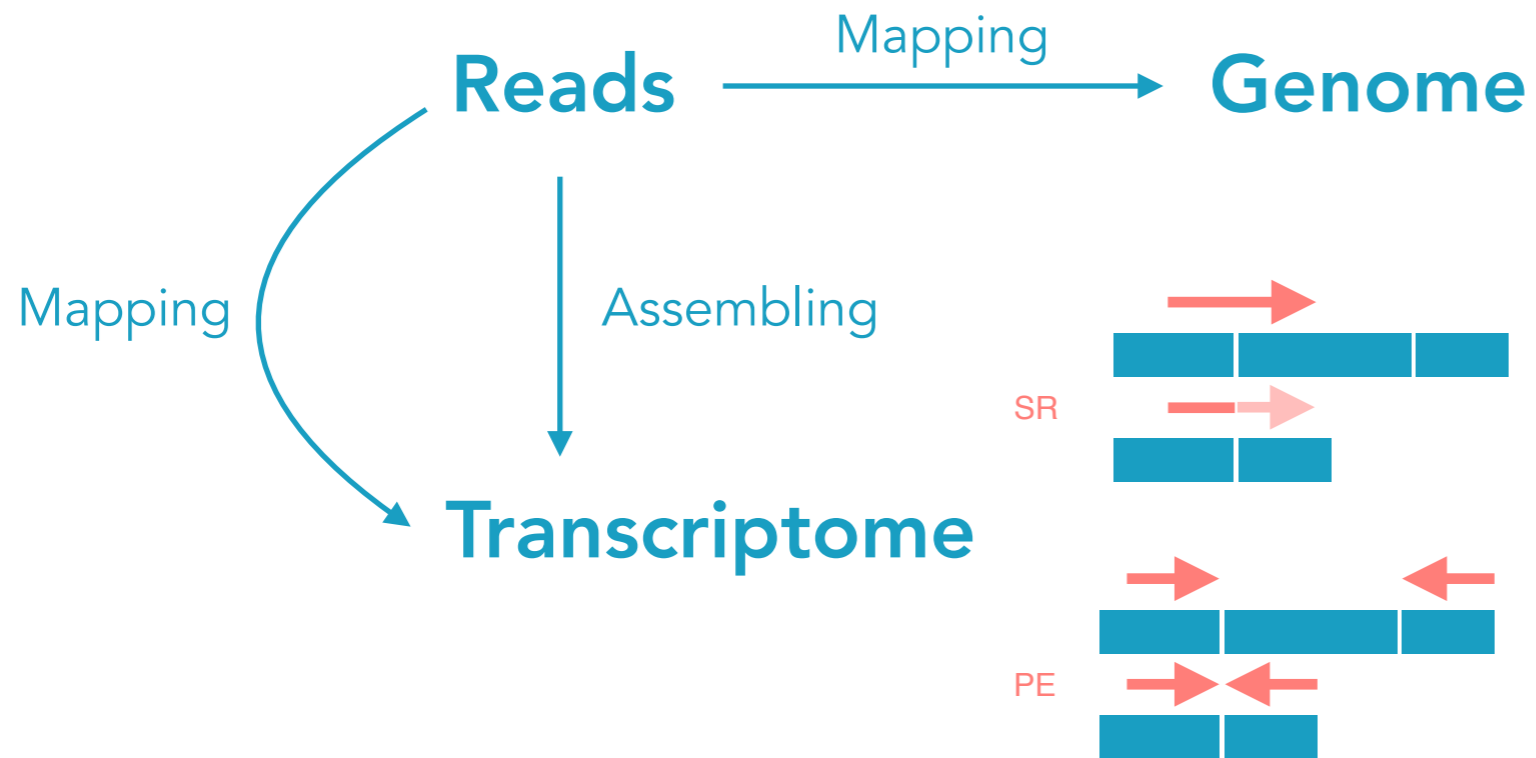 Mapping
Reads
Genome
Mapping
Assembling
SR
Transcriptome
PE